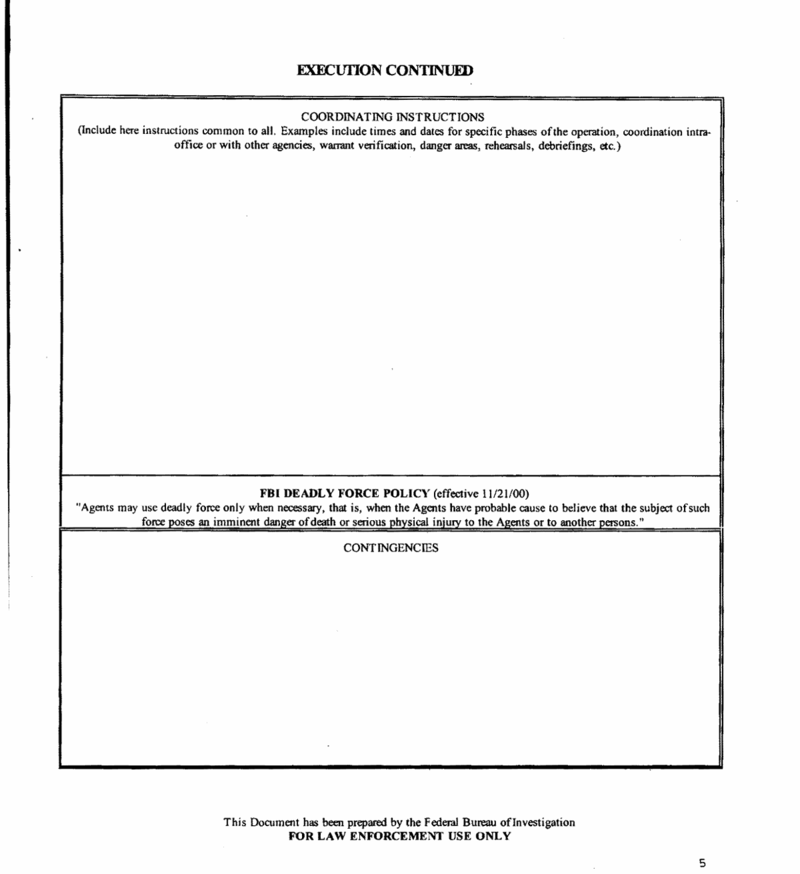 EXECUTION CONTINUED
COORDINATING INSTRUCTIONS
(Include here instructions common to all. Examples include times and dates for specific phases of the operation, coordination intra-
office or with other agencies, warrant verification, danger areas, rehearsals, debriefings, etc.)
FBI DEADLY FORCE POLICY (effective 11/21/00)
"Agents may use deadly force only when necessary, that is, when the Agents have probable cause to believe that the subject of such
force poses an imminent danger of death or serious physical injury to the Agents or to another persons."
CONTINGENCIES
This Document has been prepared by the Federal Bureau of Investigation
FOR LAW ENFORCEMENT USE ONLY
5